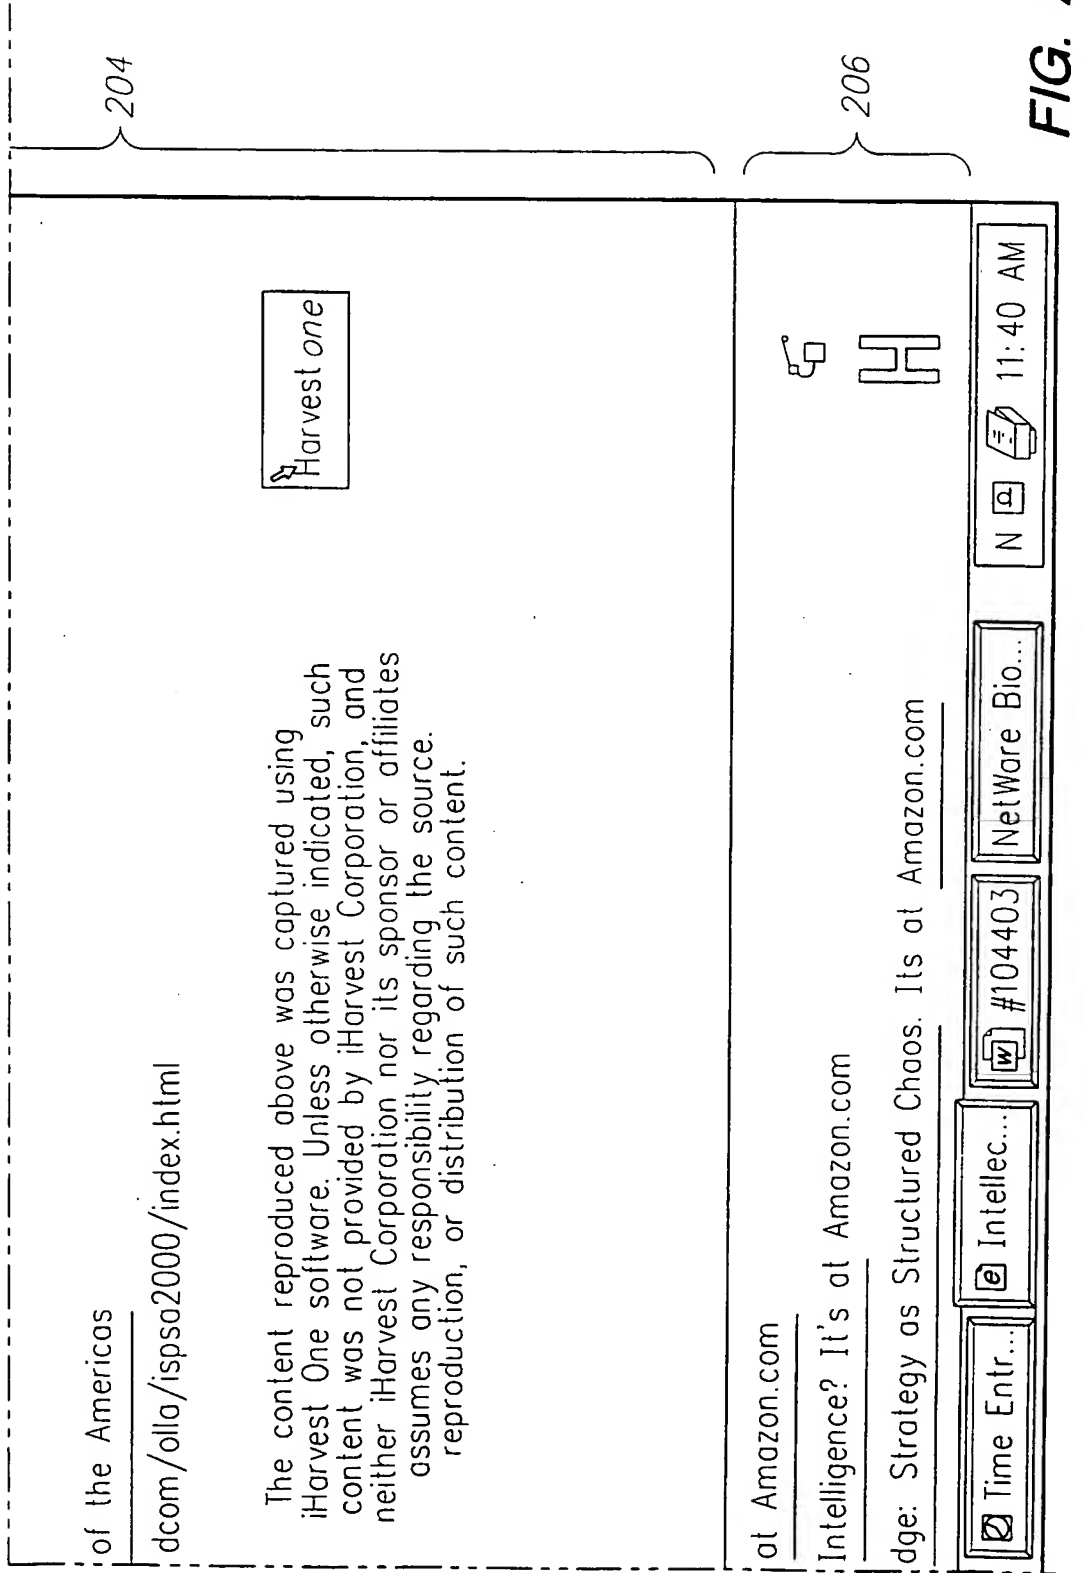 204
of the Americas
dcom/olla/ispsa2000/index.html
The content reproduced above was captured using
iHarvest One software. Unless otherwise indicated, such
content was not provided by iHarvest Corporation, and
neither iHarvest Corporation nor its sponsor or affiliates
assumes any responsibility regarding the source.
reproduction, or distribution of such content.
Harvest one
206
at Amazon.com
Intelligence? It's at Amazon.com
dge: Strategy as Structured Chaos. Its at Amazon.com
H
Time Entr...
e Intellec...
w #104403
NetWare Bio...
N Ω 11:40 AM
FIG.